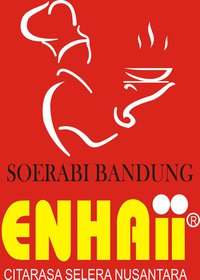 SOERABI BANDUNG
ENHAii®
CITARASA SELERA NUSANTARA